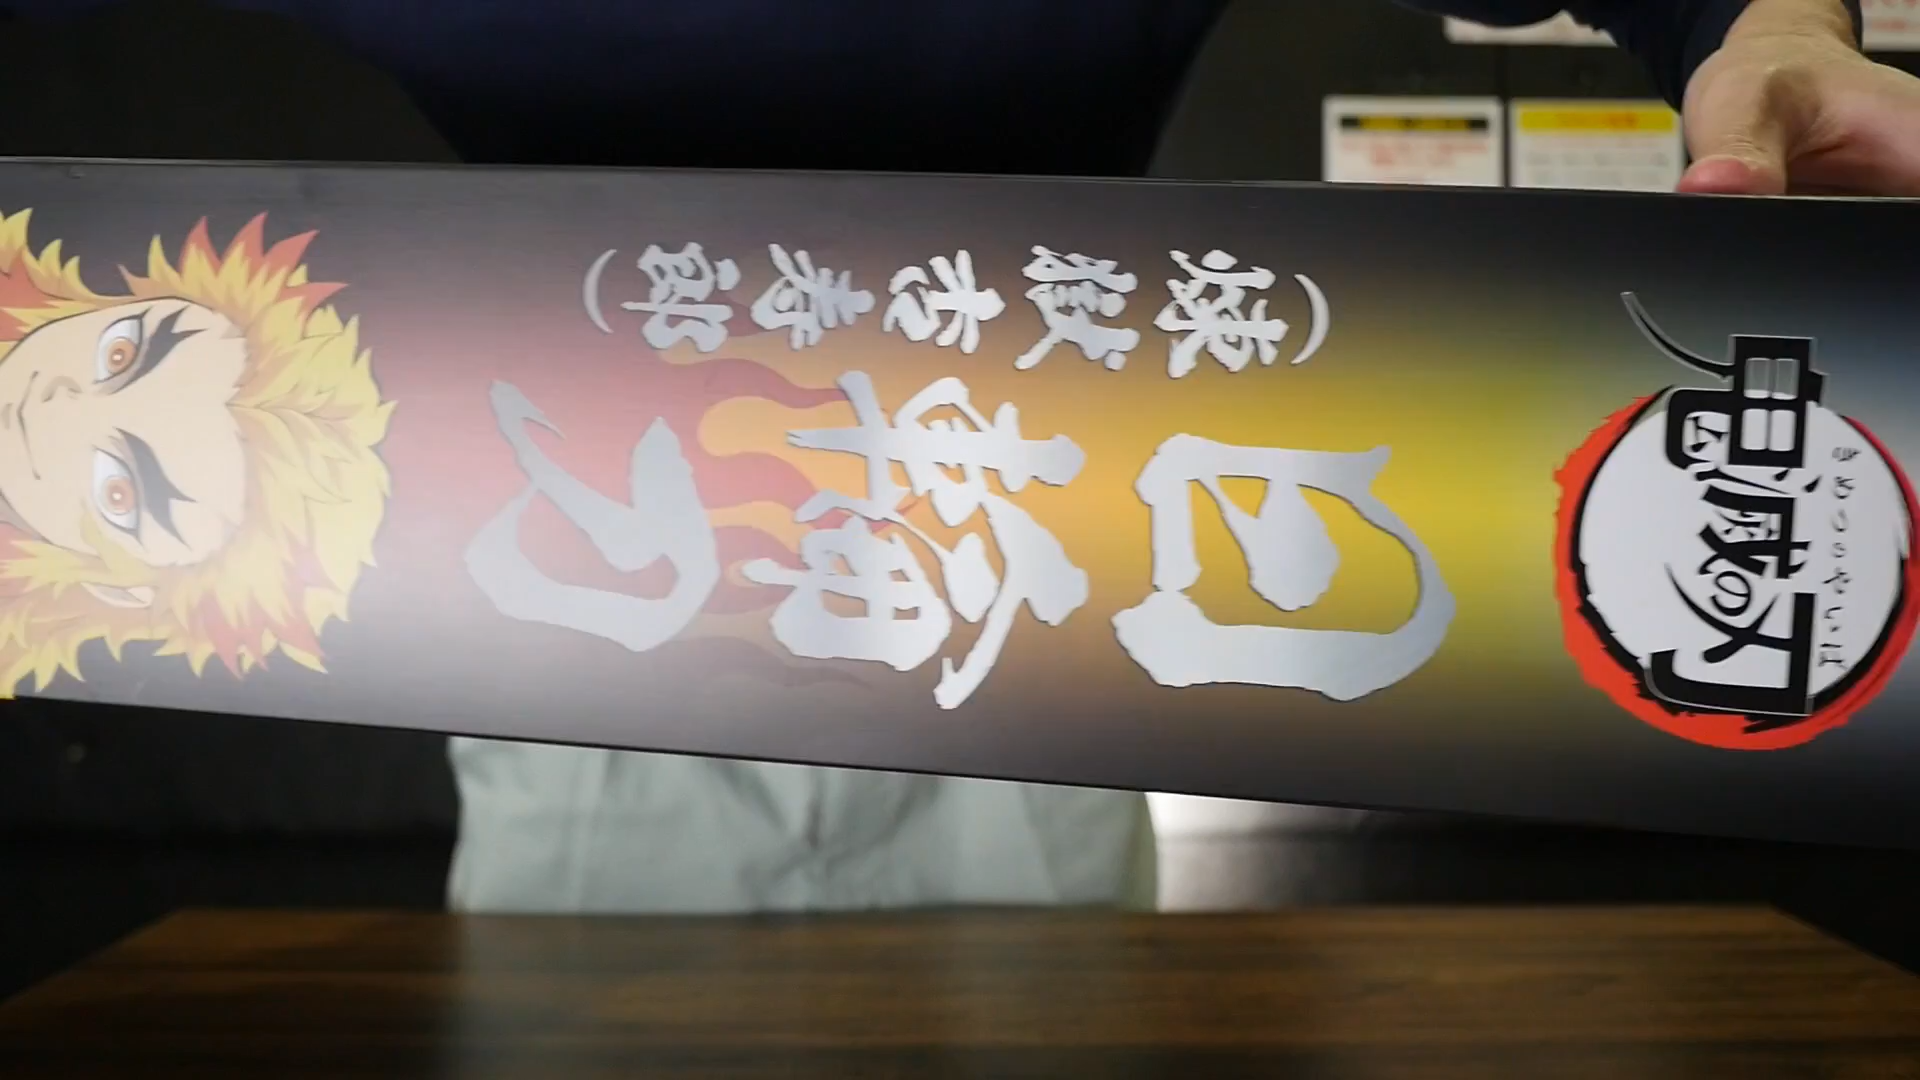 鬼滅の刃
きめつのやいば
日輪刀
(煉獄杏寿郎)